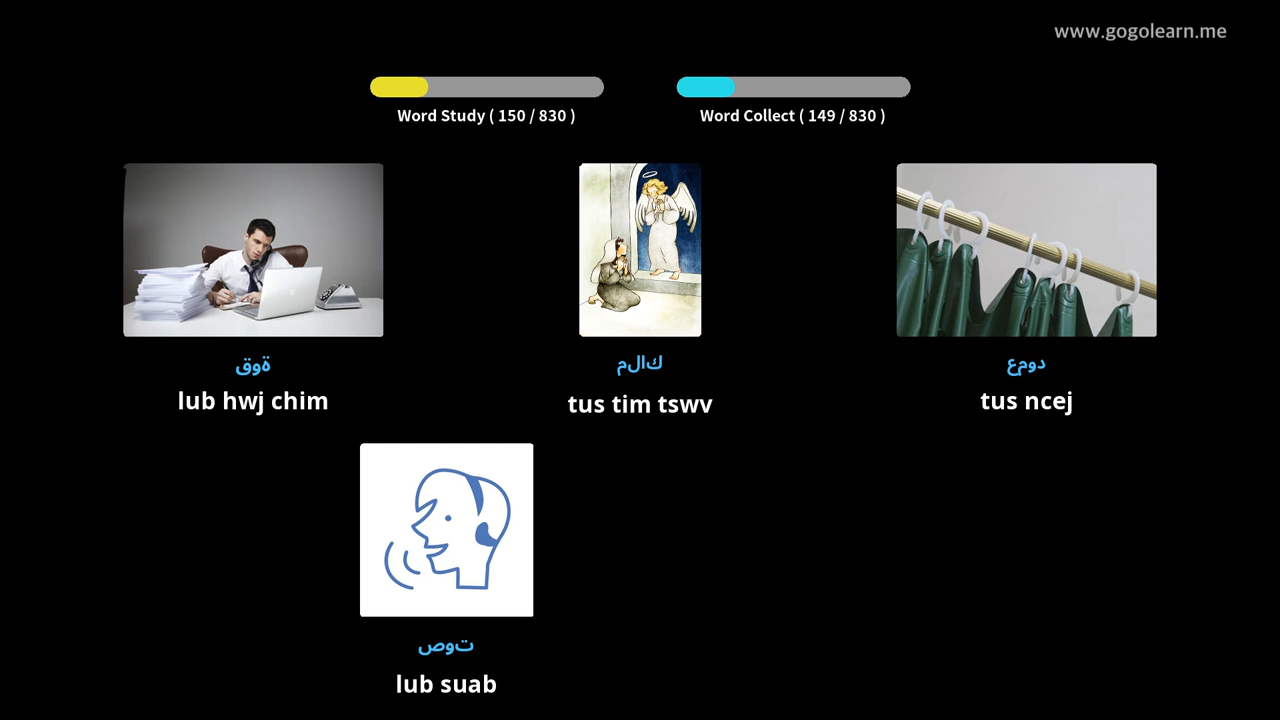 www.gogolearn.me
Word Study ( 150 / 830 )
Word Collect ( 149 / 830 )
ةوق
lub hwj chim
كالم
tus tim tswv
دومع
tus ncej
توص
lub suab